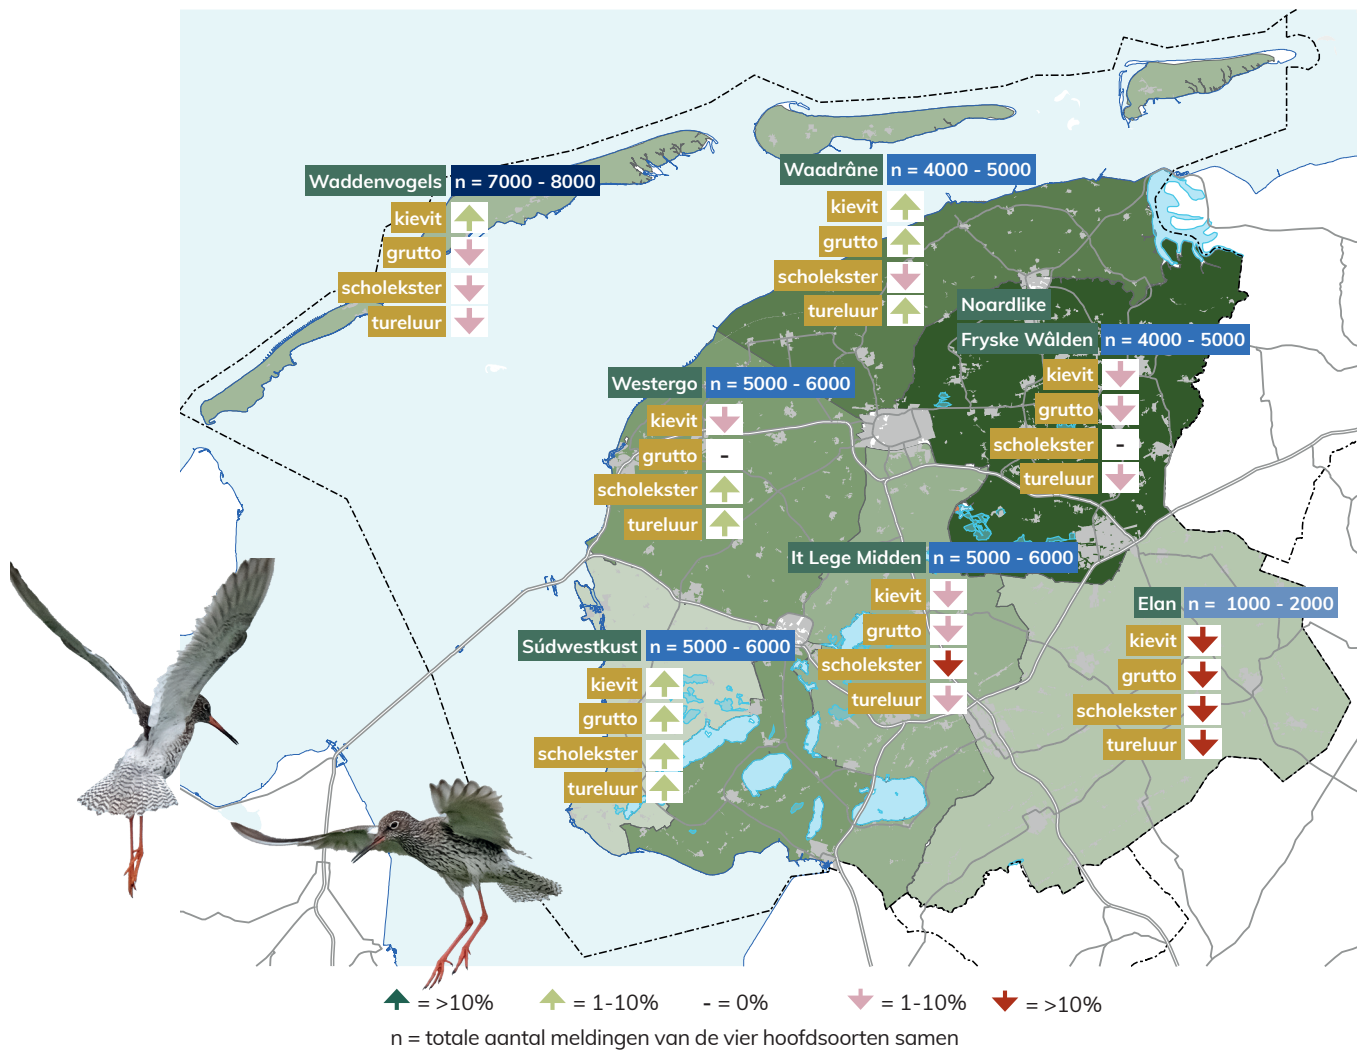 Waddenvogels n = 7000 - 8000
kievit
grutto
scholekster
tureluur
Waadrâne n = 4000 - 5000
kievit
grutto
scholekster
tureluur
Noardlike
Fryske Wâlden n = 4000 - 5000
kievit
grutto
scholekster -
tureluur
Westergo n = 5000 - 6000
kievit
grutto -
scholekster
tureluur
It Lege Midden n = 5000 - 6000
kievit
grutto
scholekster
tureluur
Elan n = 1000 - 2000
kievit
grutto
scholekster
tureluur
Súdwestkust n = 5000 - 6000
kievit
grutto
scholekster
tureluur
= >10% = 1-10% - = 0% = 1-10% = >10%
n = totale aantal meldingen van de vier hoofdsoorten samen